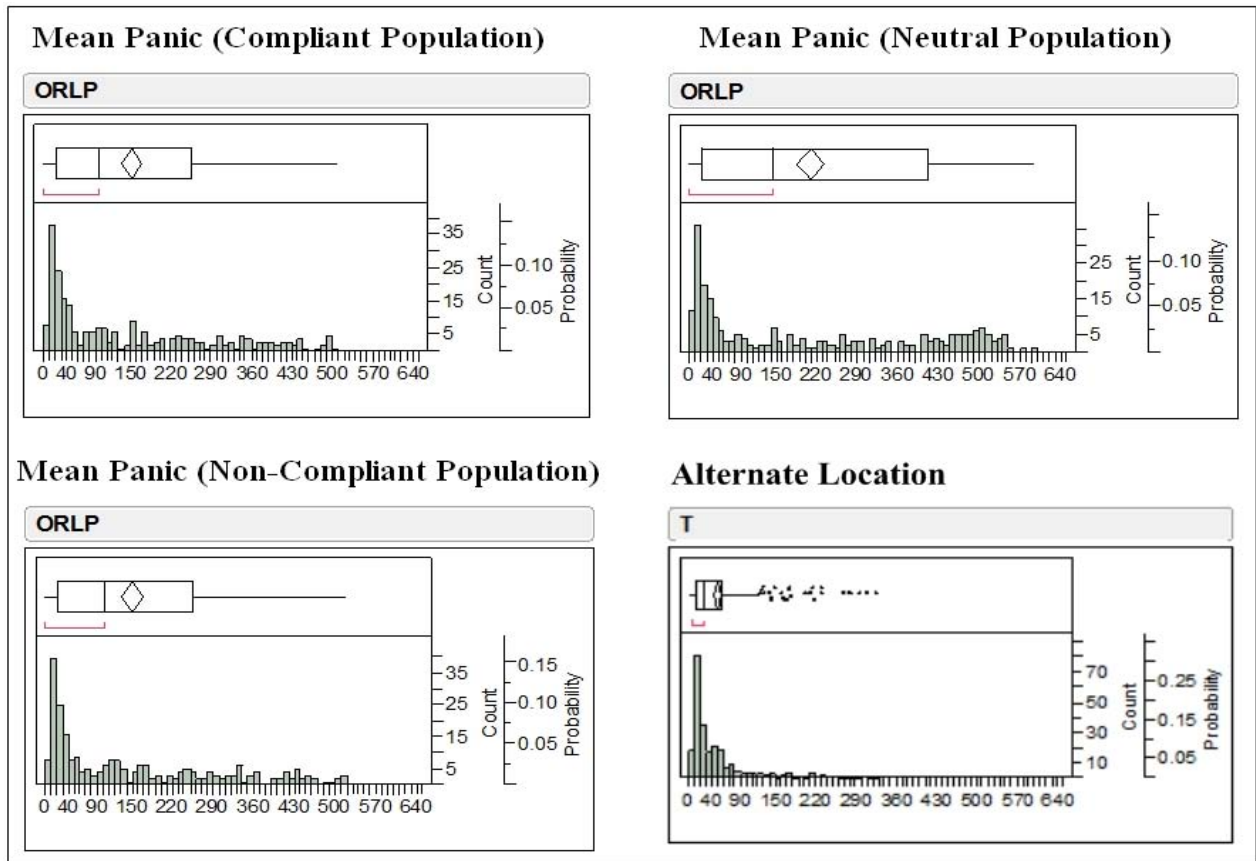 Mean Panic (Compliant Population)
ORLP
35
25
15
5
Count
0.10
0.05
Probability
0 40 90 150 220 290 360 430 500 570 640
Mean Panic (Neutral Population)
ORLP
25
15
5
Count
0.10
0.05
Probability
0 40 90 150 220 290 360 430 500 570 640
Mean Panic (Non-Compliant Population)
ORLP
35
25
15
5
Count
0.15
0.10
0.05
Probability
0 40 90 150 220 290 360 430 500 570 640
Alternate Location
T
70
50
30
10
Count
0.25
0.15
0.05
Probability
0 40 90 150 220 290 360 430 500 570 640